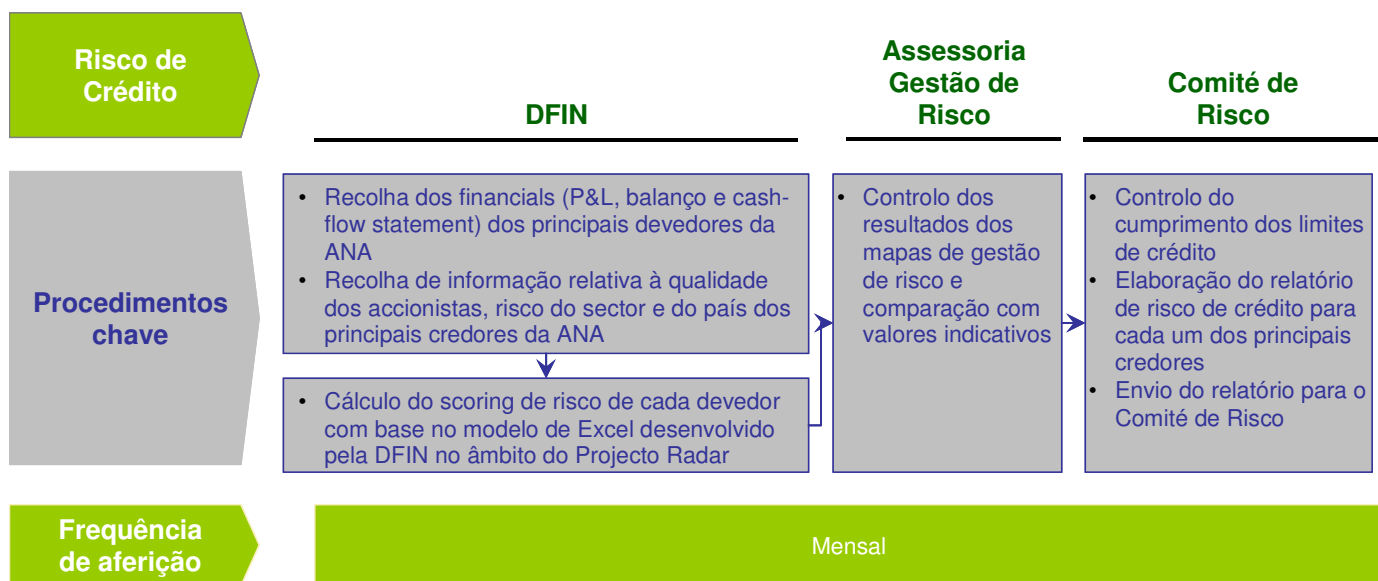 Risco de
Crédito
DFIN
Assessoria
Gestão de
Risco
Comité de
Risco
Procedimentos
chave
• Recolha dos financials (P&L, balanço e cash-
flow statement) dos principais devedores da
ANA
• Recolha de informação relativa à qualidade
dos accionistas, risco do sector e do país dos
principais credores da ANA
• Cálculo do scoring de risco de cada devedor
com base no modelo de Excel desenvolvido
pela DFIN no âmbito do Projecto Radar
• Controlo dos
resultados dos
mapas de gestão
de risco e
comparação com
valores indicativos
• Controlo do
cumprimento dos limites
de crédito
• Elaboração do relatório
de risco de crédito para
cada um dos principais
credores
• Envio do relatório para o
Comité de Risco
Frequência
de aferição
Mensal